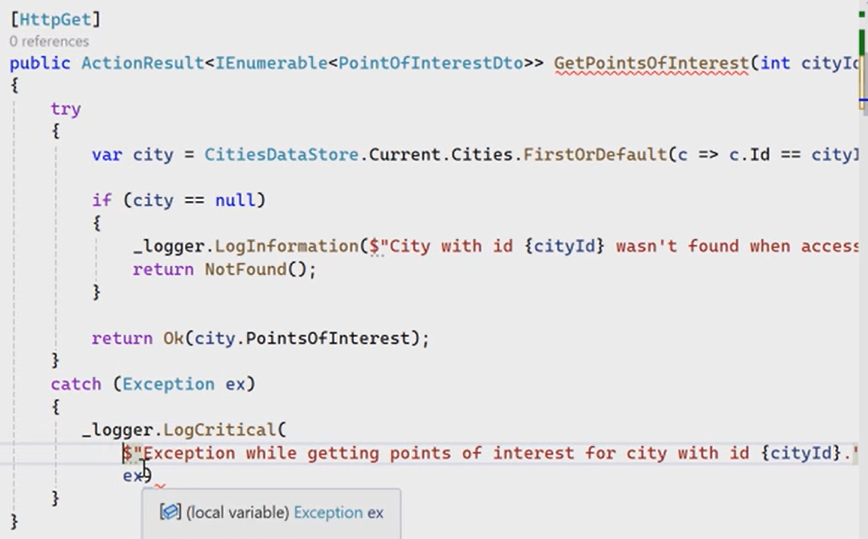 [HttpGet]
0 references
public ActionResult<IEnumerable<PointOfInterestDto>> GetPointsOfInterest(int cityId
{
try
{
var city = CitiesDataStore.Current.Cities.FirstOrDefault(c => c.Id == cityI
if (city == null)
{
_logger.LogInformation($"City with id {cityId} wasn't found when access
return NotFound();
}
return Ok(city.PointsOfInterest);
}
catch (Exception ex)
{
_logger.LogCritical(
$"Exception while getting points of interest for city with id {cityId}."
ex)
}
(local variable) Exception ex
}